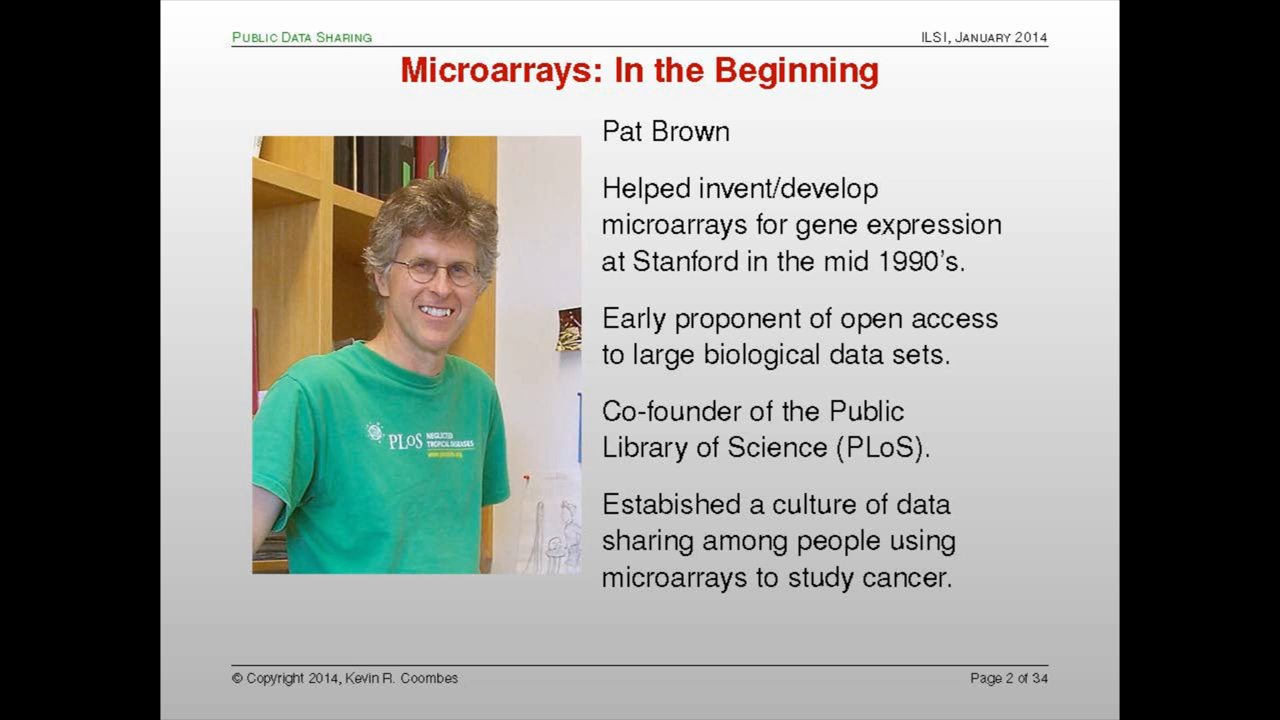 PUBLIC DATA SHARING
ILSI, JANUARY 2014
Microarrays: In the Beginning
Pat Brown
Helped invent/develop
microarrays for gene expression
at Stanford in the mid 1990's.
Early proponent of open access
to large biological data sets.
Co-founder of the Public
Library of Science (PLoS).
Estabished a culture of data
sharing among people using
microarrays to study cancer.
PLoS
NEGLECTED
TROPICAL DISEASES
© Copyright 2014, Kevin R. Coombes
Page 2 of 34